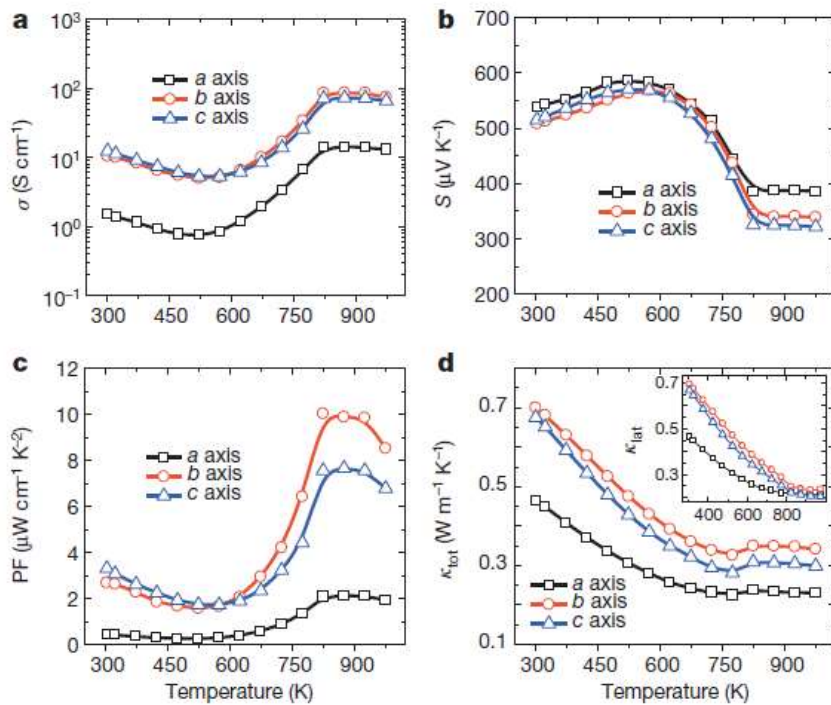 a
10³
10²
10¹
10⁰
10⁻¹
σ (S cm⁻¹)
a axis
b axis
c axis
300 450 600 750 900
b
700
600
500
400
300
200
S (μV K⁻¹)
a axis
b axis
c axis
300 450 600 750 900
c
12
10
8
6
4
2
0
PF (μW cm⁻¹ K⁻²)
a axis
b axis
c axis
300 450 600 750 900
Temperature (K)
d
0.7
0.5
0.3
0.1
κtot (W m⁻¹ K⁻¹)
0.7
0.5
0.3
κlat
400 600 800
a axis
b axis
c axis
300 450 600 750 900
Temperature (K)